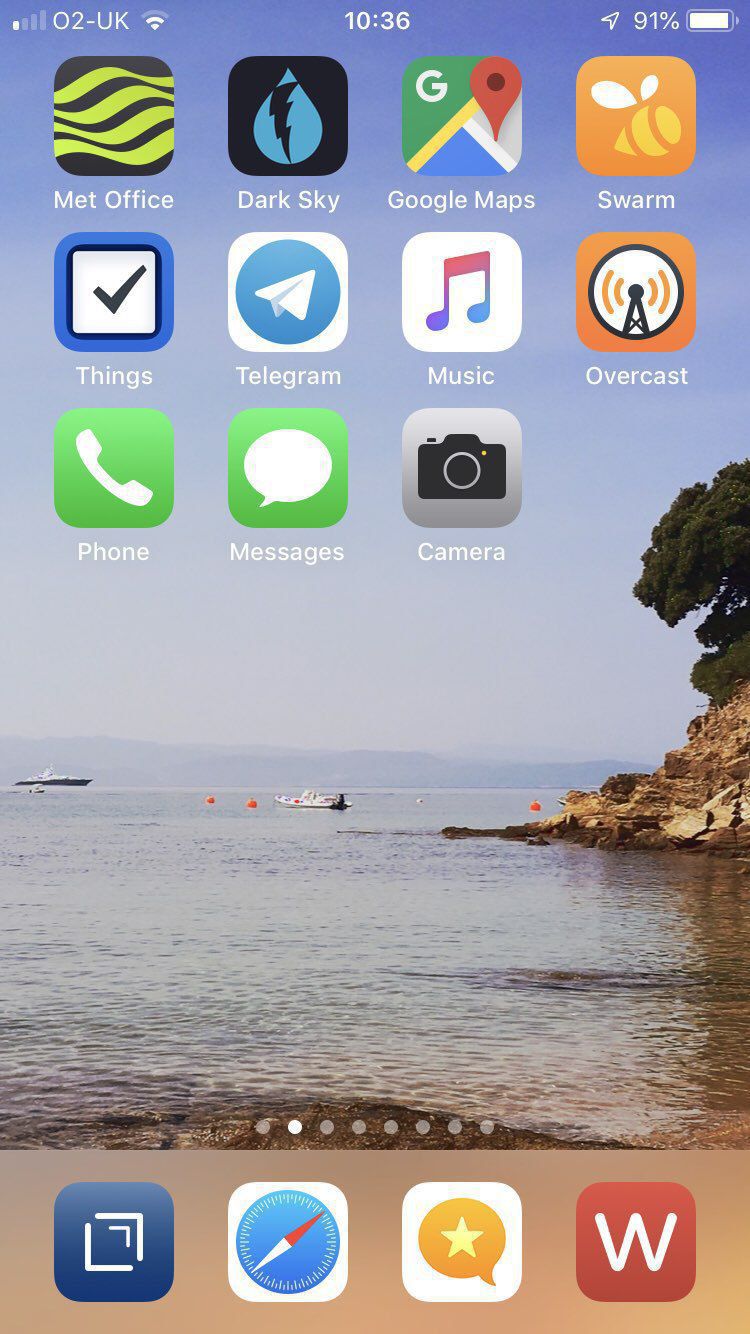 O2-UK 10:36 91%
G
Met Office Dark Sky Google Maps Swarm
Things Telegram Music Overcast
Phone Messages Camera
W